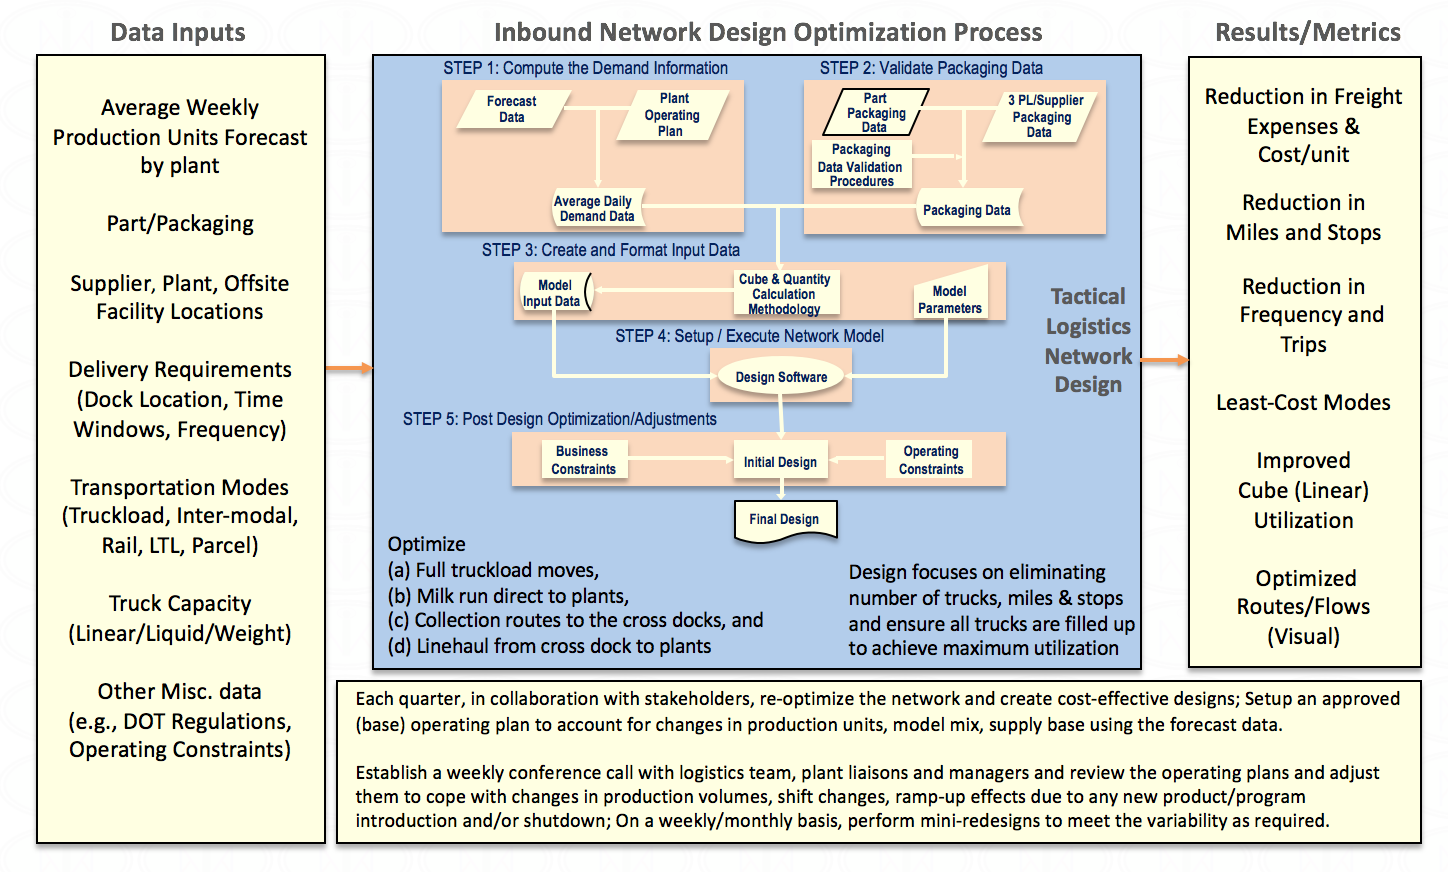 Data Inputs
Average Weekly
Production Units Forecast
by plant
Part/Packaging
Supplier, Plant, Offsite
Facility Locations
Delivery Requirements
(Dock Location, Time
Windows, Frequency)
Transportation Modes
(Truckload, Inter-modal,
Rail, LTL, Parcel)
Truck Capacity
(Linear/Liquid/Weight)
Other Misc. data
(e.g., DOT Regulations,
Operating Constraints)
Inbound Network Design Optimization Process
STEP 1: Compute the Demand Information
Forecast
Data
Plant
Operating
Plan
Average Daily
Demand Data
STEP 2: Validate Packaging Data
Part
Packaging
Data
3 PL/Supplier
Packaging
Data
Packaging
Data Validation
Procedures
Packaging Data
STEP 3: Create and Format Input Data
Model
Input Data
Cube & Quantity
Calculation
Methodology
Model
Parameters
STEP 4: Setup / Execute Network Model
Design Software
STEP 5: Post Design Optimization/Adjustments
Business
Constraints
Initial Design
Operating
Constraints
Final Design
Tactical
Logistics
Network
Design
Optimize
(a) Full truckload moves,
(b) Milk run direct to plants,
(c) Collection routes to the cross docks, and
(d) Linehaul from cross dock to plants
Design focuses on eliminating
number of trucks, miles & stops
and ensure all trucks are filled up
to achieve maximum utilization
Results/Metrics
Reduction in Freight
Expenses &
Cost/unit
Reduction in
Miles and Stops
Reduction in
Frequency and
Trips
Least-Cost Modes
Improved
Cube (Linear)
Utilization
Optimized
Routes/Flows
(Visual)
Each quarter, in collaboration with stakeholders, re-optimize the network and create cost-effective designs; Setup an approved
(base) operating plan to account for changes in production units, model mix, supply base using the forecast data.
Establish a weekly conference call with logistics team, plant liaisons and managers and review the operating plans and adjust
them to cope with changes in production volumes, shift changes, ramp-up effects due to any new product/program
introduction and/or shutdown; On a weekly/monthly basis, perform mini-redesigns to meet the variability as required.